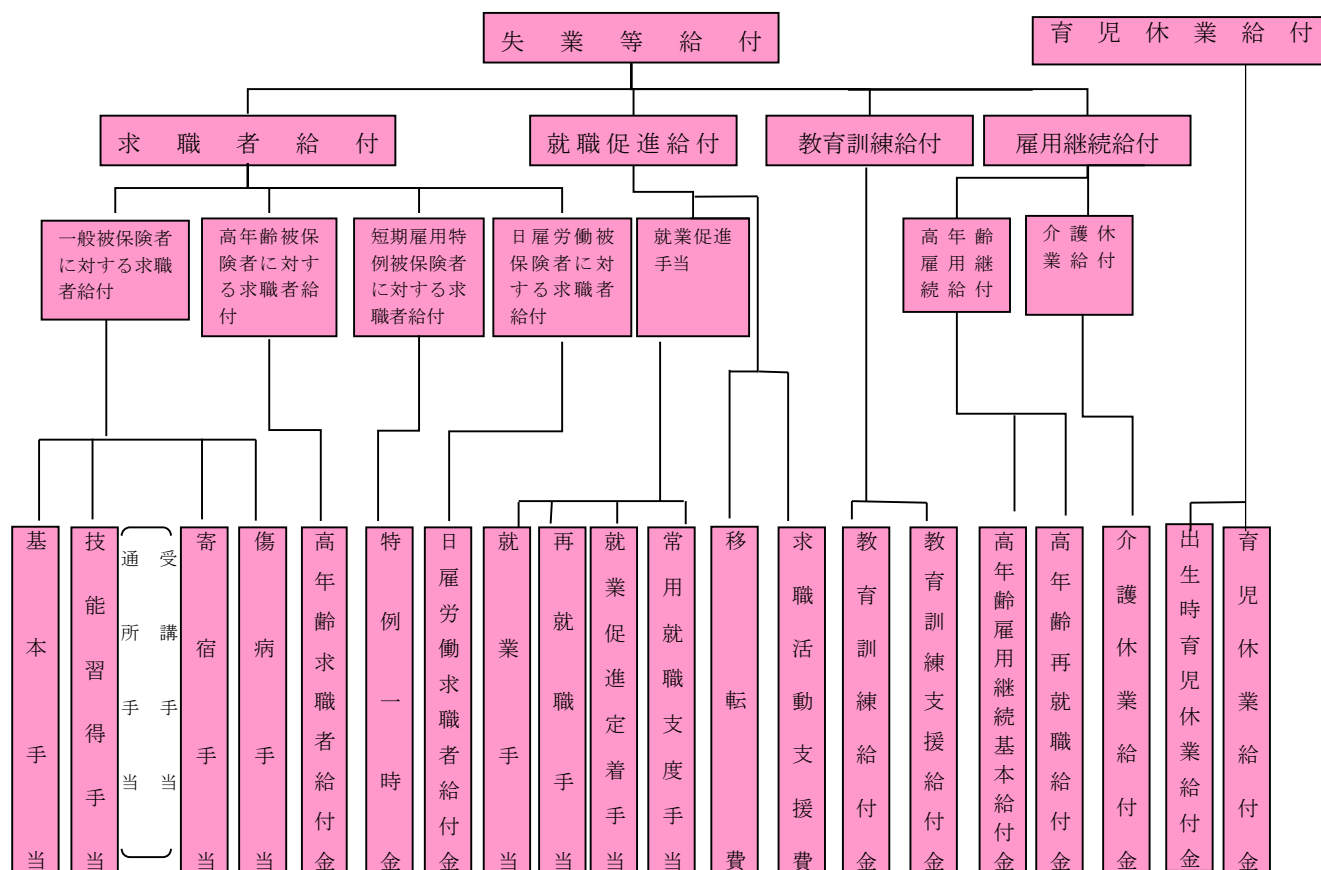 失業等給付
育児休業給付
求職者給付
就職促進給付
教育訓練給付
雇用継続給付
一般被保険者
に対する求職
者給付
高年齢被保
険者に対す
る求職者給
付
短期雇用特
例被保険者
に対する求
職者給付
日雇労働被
保険者に対
する求職者
給付
就業促進
手当
高年齢
雇用継
続給付
介護休
業給付
基本手当
技能習得手当
受講手当
通所手当
寄宿手当
傷病手当
高年齢求職者給付金
特例一時金
日雇労働求職者給付金
就業手当
再就職手当
就業促進定着手当
常用就職支度手当
移転費
求職活動支援費
教育訓練給付金
教育訓練支援給付金
高年齢雇用継続基本給付金
高年齢再就職給付金
介護休業給付金
出生時育児休業給付金
育児休業給付金